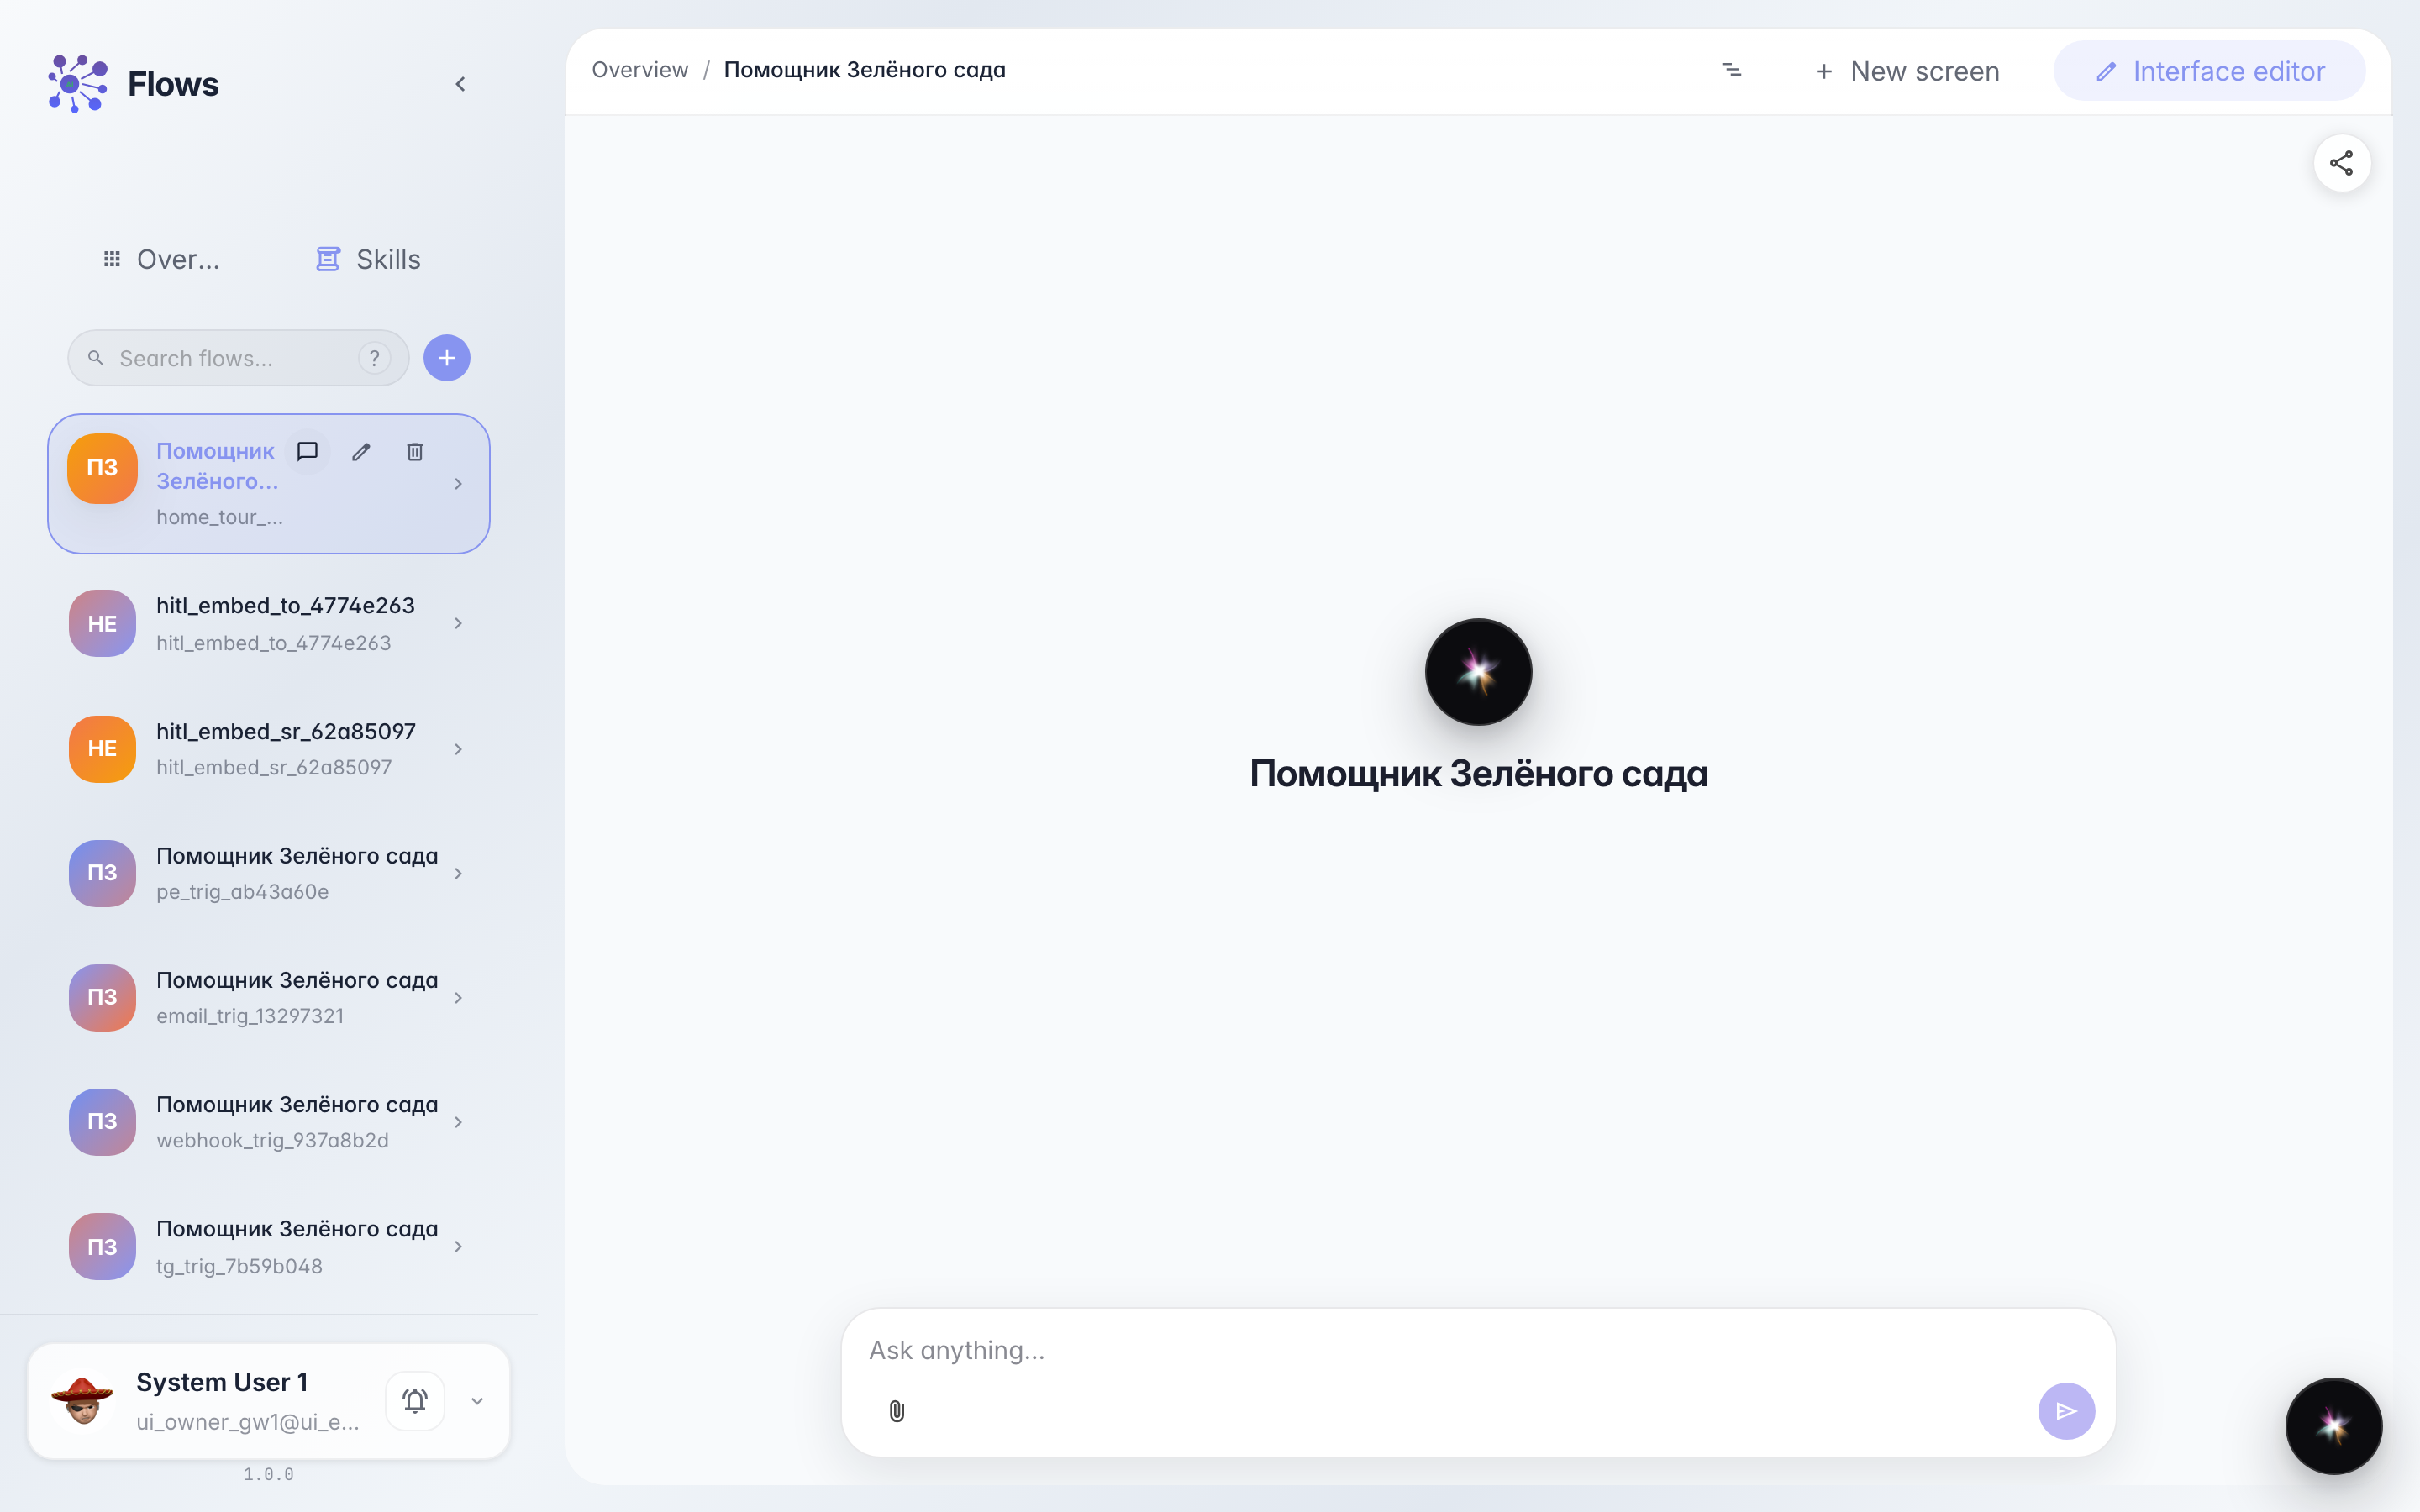 Flows
Over...
Skills
Search flows...
?
ПЗ
Помощник
Зелёного...
home_tour_...
HE
hitl_embed_to_4774e263
hitl_embed_to_4774e263
HE
hitl_embed_sr_62a85097
hitl_embed_sr_62a85097
ПЗ
Помощник Зелёного сада
pe_trig_ab43a60e
ПЗ
Помощник Зелёного сада
email_trig_13297321
ПЗ
Помощник Зелёного сада
webhook_trig_937a8b2d
ПЗ
Помощник Зелёного сада
tg_trig_7b59b048
System User 1
ui_owner_gw1@ui_e...
1.0.0
Overview / Помощник Зелёного сада
New screen
Interface editor
Помощник Зелёного сада
Ask anything...